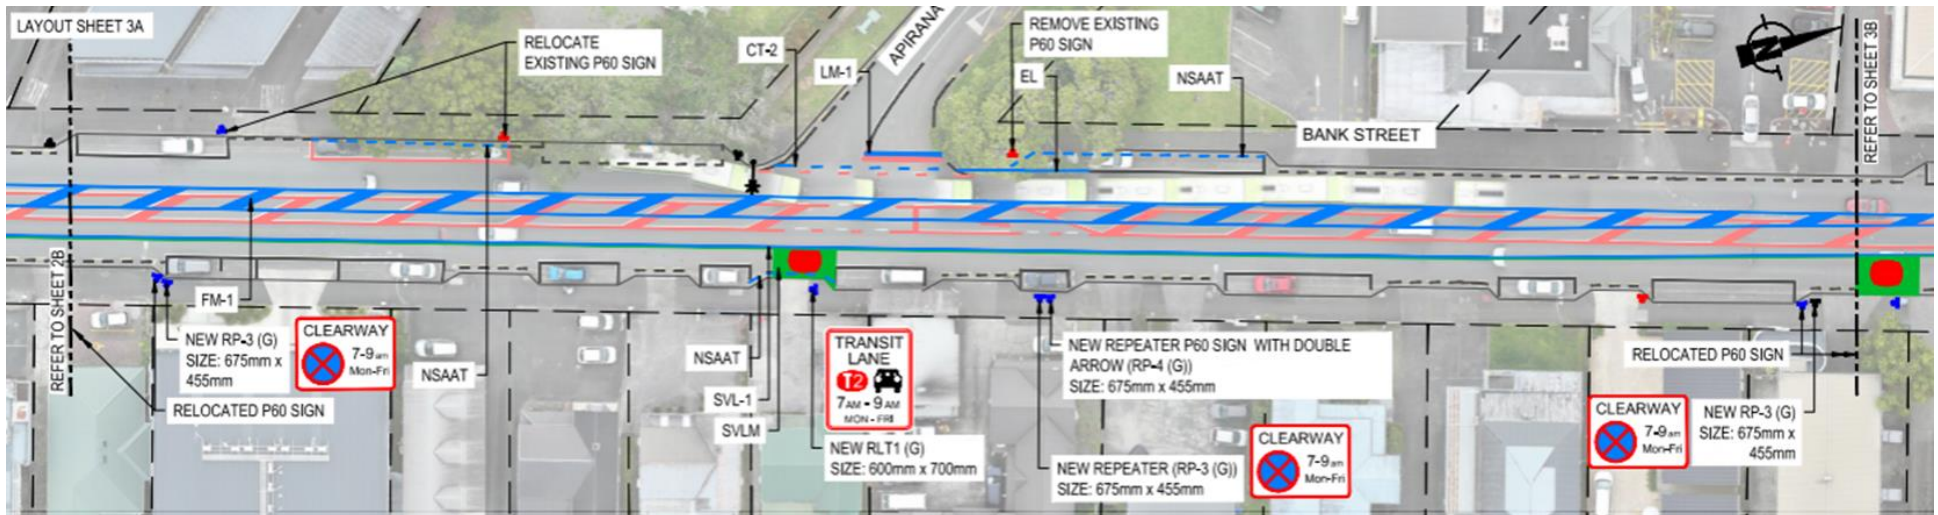 LAYOUT SHEET 3A
RELOCATE
EXISTING P60 SIGN
CT-2
LM-1
APIRANA
REMOVE EXISTING
P60 SIGN
EL
NSAAT
BANK STREET
N
REFER TO SHEET 3B
REFER TO SHEET 2B
FM-1
NEW RP-3 (G)
SIZE: 675mm x
455mm
CLEARWAY
7-9am
Mon-Fri
RELOCATED P60 SIGN
NSAAT
NSAAT
SVL-1
SVLM
TRANSIT
LANE
T2
7AM - 9AM
MON - FRI
NEW RLT1 (G)
SIZE: 600mm x 700mm
NEW REPEATER P60 SIGN WITH DOUBLE
ARROW (RP-4 (G))
SIZE: 675mm x 455mm
NEW REPEATER (RP-3 (G))
SIZE: 675mm x 455mm
CLEARWAY
7-9am
Mon-Fri
RELOCATED P60 SIGN
CLEARWAY
7-9am
Mon-Fri
NEW RP-3 (G)
SIZE: 675mm x
455mm